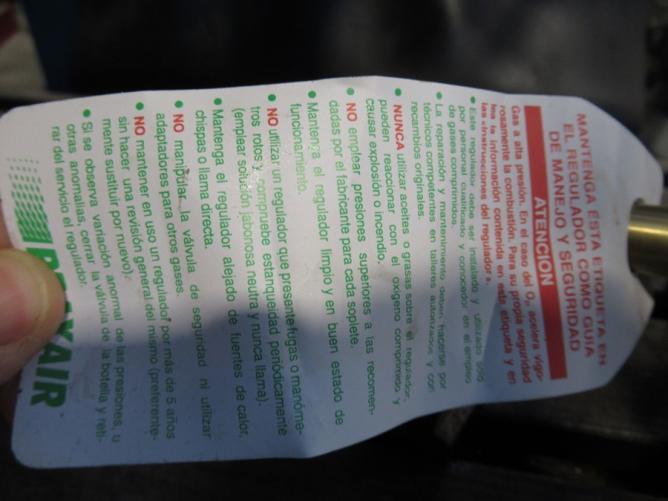 MANTENGA ESTA ETIQUETA EN
EL REGULADOR COMO GUIA
DE MANEJO Y SEGURIDAD
ATENCION
Gas a alta presión. En el caso del O₂, acelera vigo-
rosamente la combustión. Para su propia seguridad
lea la información contenida en esta etiqueta y en
las instrucciones del regulador.
• Este regulador debe ser instalado y utilizado sólo
por personal cualificado y conocedor en el empleo
de gases comprimidos.
• La reparación y mantenimiento deben hacerse por
técnicos competentes en talleres autorizados y con
recambios originales.
• NUNCA utilizar aceites o grasas sobre el regulador,
pueden reaccionar con el oxígeno comprimido y
causar explosión o incendio.
• NO emplear presiones superiores a las recomen-
dadas por el fabricante para cada soplete.
• Mantenga el regulador limpio y en buen estado de
funcionamiento.
• NO utilizar un regulador que presente fugas o manóme-
tros rotos y compruebe estanqueidad periódicamente
(emplear solución jabonosa neutra y nunca llama).
• Mantenga el regulador alejado de fuentes de calor,
chispas o llama directa.
• NO manipular la válvula de seguridad ni utilizar
adaptadores para otros gases.
• NO mantener en uso un regulador por más de 5 años
sin hacer una revisión general del mismo (preferente-
mente sustituir por nuevo).
• Si se observa variación anormal de las presiones, u
otras anomalías, cerrar la válvula de la botella y reti-
rar del servicio el regulador.
PRAXAIR